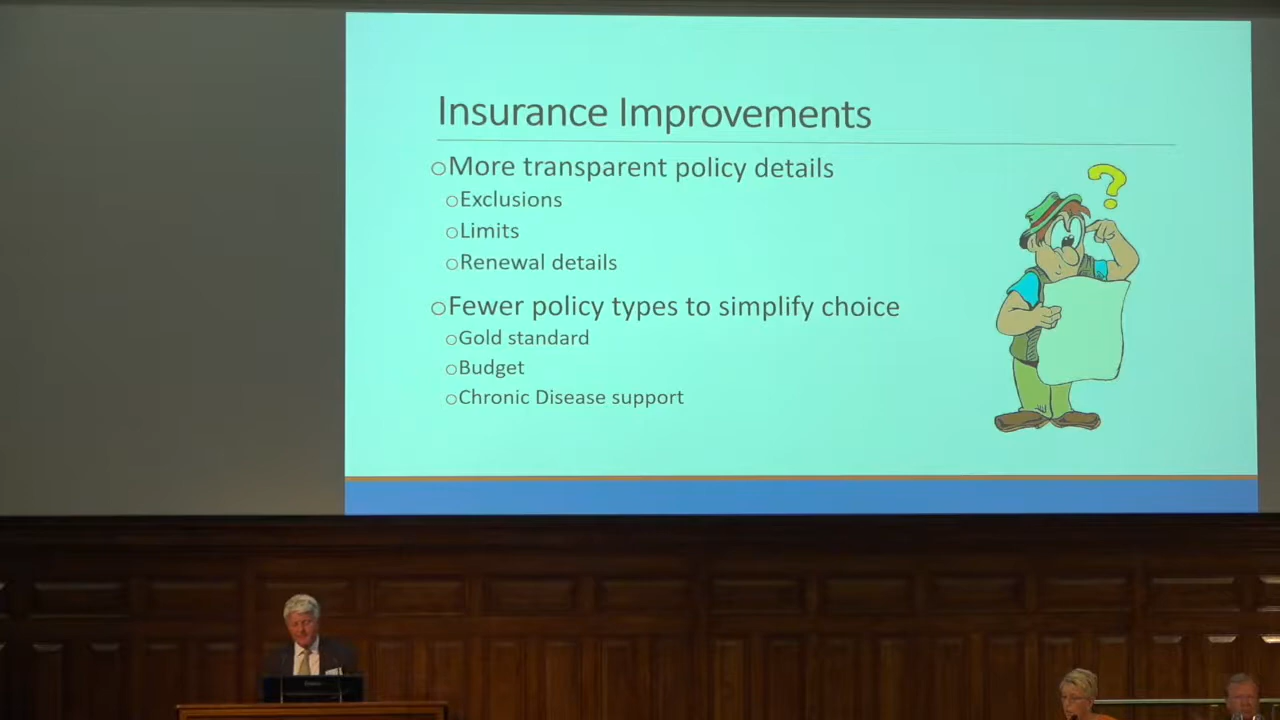 Insurance Improvements
More transparent policy details
Exclusions
Limits
Renewal details
Fewer policy types to simplify choice
Gold standard
Budget
Chronic Disease support
?